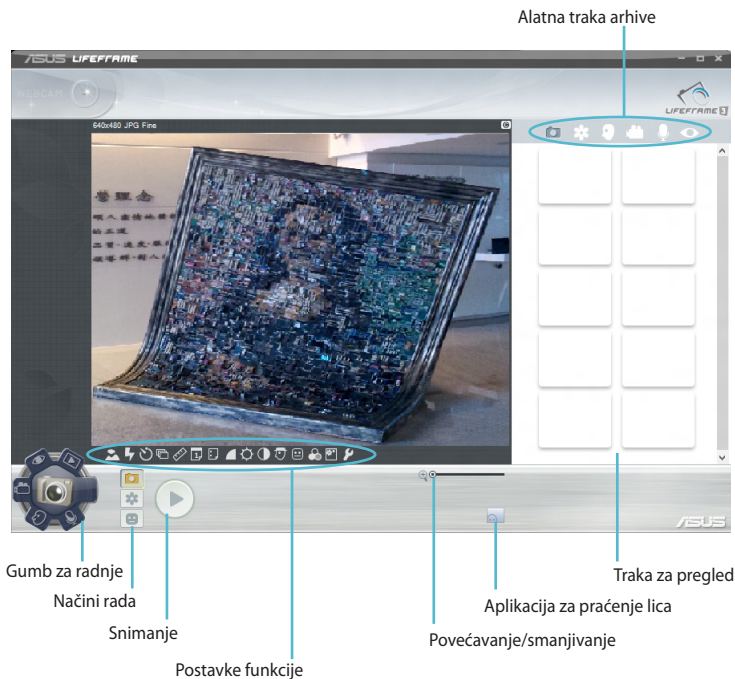 Alatna traka arhive
ASUS LIFEFRAME
WEBCAM
LIFEFRAME 3
640x480 JPG Fine
ASUS
Gumb za radnje
Traka za pregled
Načini rada
Aplikacija za praćenje lica
Snimanje
Povećavanje/smanjivanje
Postavke funkcije